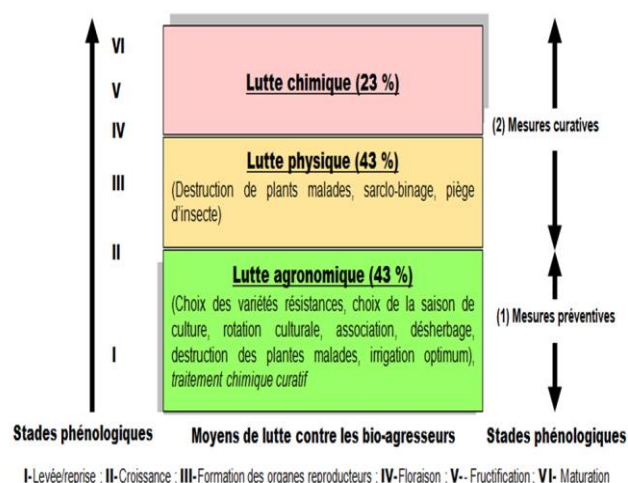 VI
V
IV
III
II
I
Lutte chimique (23 %)
Lutte physique (43 %)
(Destruction de plants malades, sarclo-binage, piège
d'insecte)
Lutte agronomique (43 %)
(Choix des variétés résistances, choix de la saison de
culture, rotation culturale, association, désherbage,
destruction des plantes malades, irrigation optimum),
traitement chimique curatif
(2) Mesures curatives
(1) Mesures préventives
Stades phénologiques
Moyens de lutte contre les bio-agresseurs
Stades phénologiques
I-Levée/reprise ; II-Croissance ; III-Formation des organes reproducteurs ; IV-Floraison ; V-- Fructification ; VI- Maturation